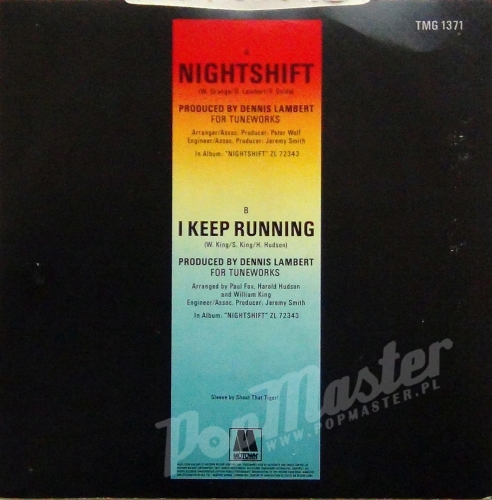 TMG 1371
A
NIGHTSHIFT
(W. Orange/D. Lambert/F. Golde)
PRODUCED BY DENNIS LAMBERT
FOR TUNEWORKS
Arranger/Assoc. Producer: Peter Wolf
Engineer/Assoc. Producer: Jeremy Smith
In Album: "NIGHTSHIFT" ZL 72343
B
I KEEP RUNNING
(W. King/S. King/H. Hudson)
PRODUCED BY DENNIS LAMBERT
FOR TUNEWORKS
Arranged by Paul Fox, Harold Hudson
and William King
Engineer/Assoc. Producer: Jeremy Smith
In Album: "NIGHTSHIFT" ZL 72343
Sleeve by Shout That Tiger!
PopMaster
WWW.POPMASTER.PL
MOTOWN